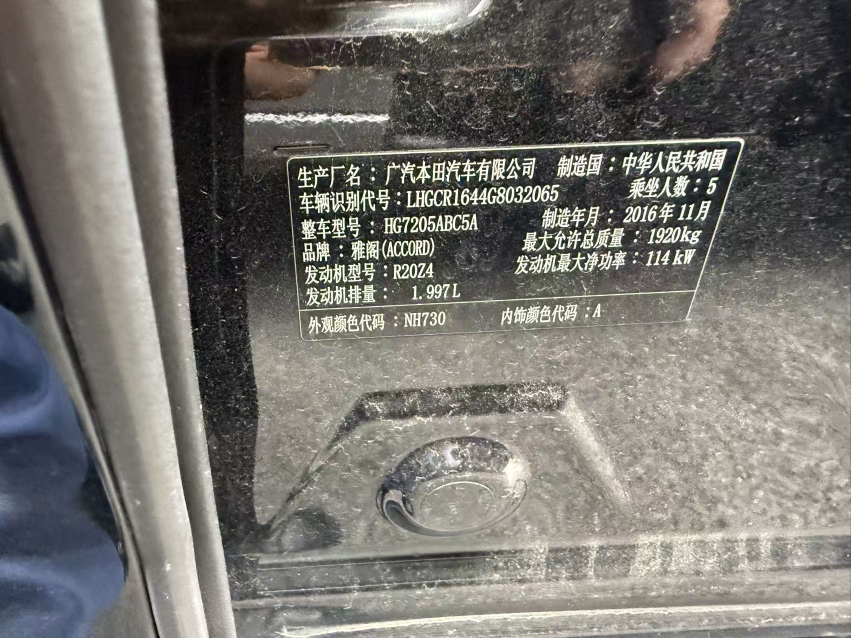 生产厂名：广汽本田汽车有限公司 制造国：中华人民共和国
车辆识别代号：LHGCR1644G8032065 乘坐人数：5
整车型号：HG7205ABC5A 制造年月：2016年11月
品牌：雅阁(ACCORD) 最大允许总质量：1920kg
发动机型号：R20Z4 发动机最大净功率：114kW
发动机排量：1.997L
外观颜色代码：NH730 内饰颜色代码：A